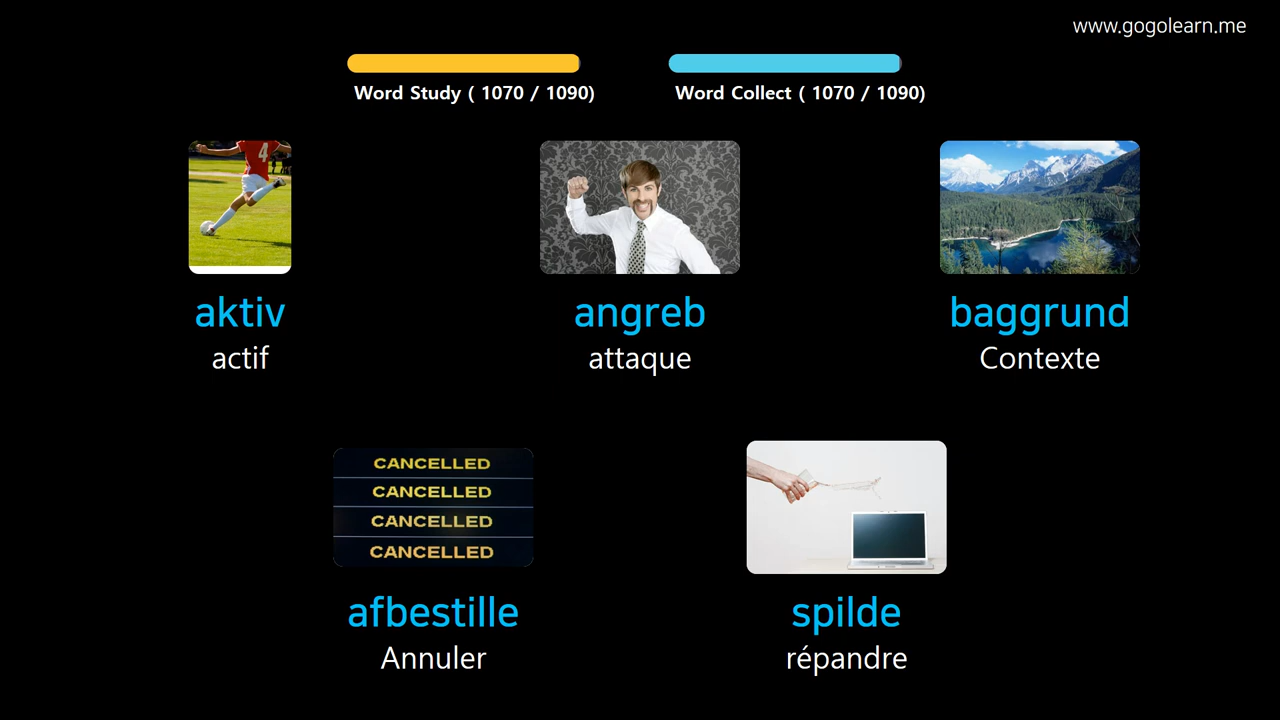 www.gogolearn.me
Word Study ( 1070 / 1090)
Word Collect ( 1070 / 1090)
4
aktiv
actif
angreb
attaque
baggrund
Contexte
CANCELLED
CANCELLED
CANCELLED
CANCELLED
afbestille
Annuler
spilde
répandre